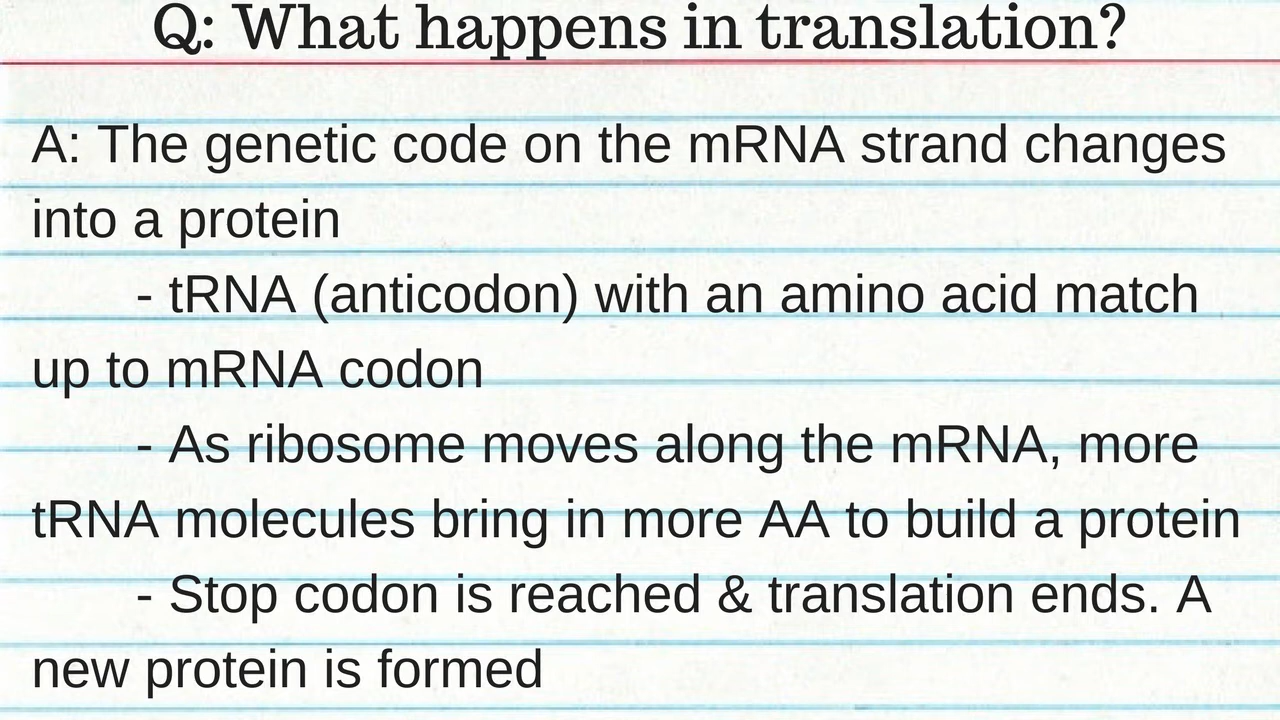 Q: What happens in translation?
A: The genetic code on the mRNA strand changes
into a protein
- tRNA (anticodon) with an amino acid match
up to mRNA codon
- As ribosome moves along the mRNA, more
tRNA molecules bring in more AA to build a protein
- Stop codon is reached & translation ends. A
new protein is formed